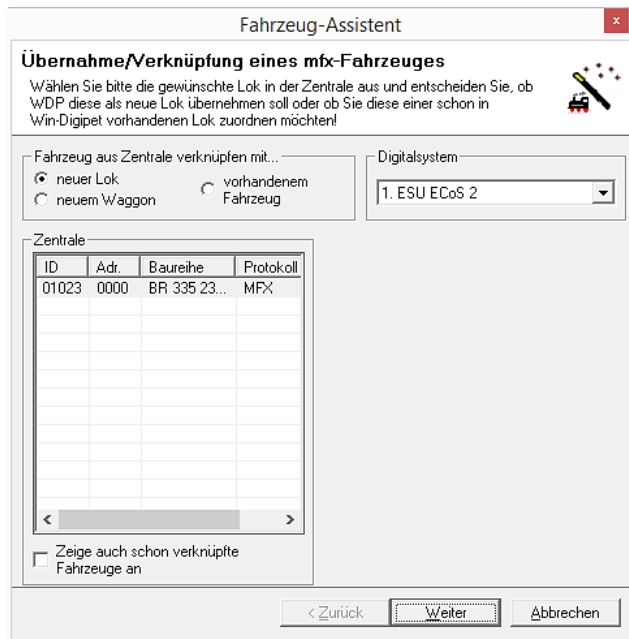 Fahrzeug-Assistent
x
Übernahme/Verknüpfung eines mfx-Fahrzeuges
Wählen Sie bitte die gewünschte Lok in der Zentrale aus und entscheiden Sie, ob
WDP diese als neue Lok übernehmen soll oder ob Sie diese einer schon in
Win-Digipet vorhandenen Lok zuordnen möchten!
Fahrzeug aus Zentrale verknüpfen mit...
neuer Lok
neuem Waggon
vorhandenem
Fahrzeug
Digitalsystem
1. ESU ECoS 2
Zentrale
ID Adr. Baureihe Protokoll
01023 0000 BR 335 23... MFX
Zeige auch schon verknüpfte
Fahrzeuge an
< Zurück Weiter Abbrechen